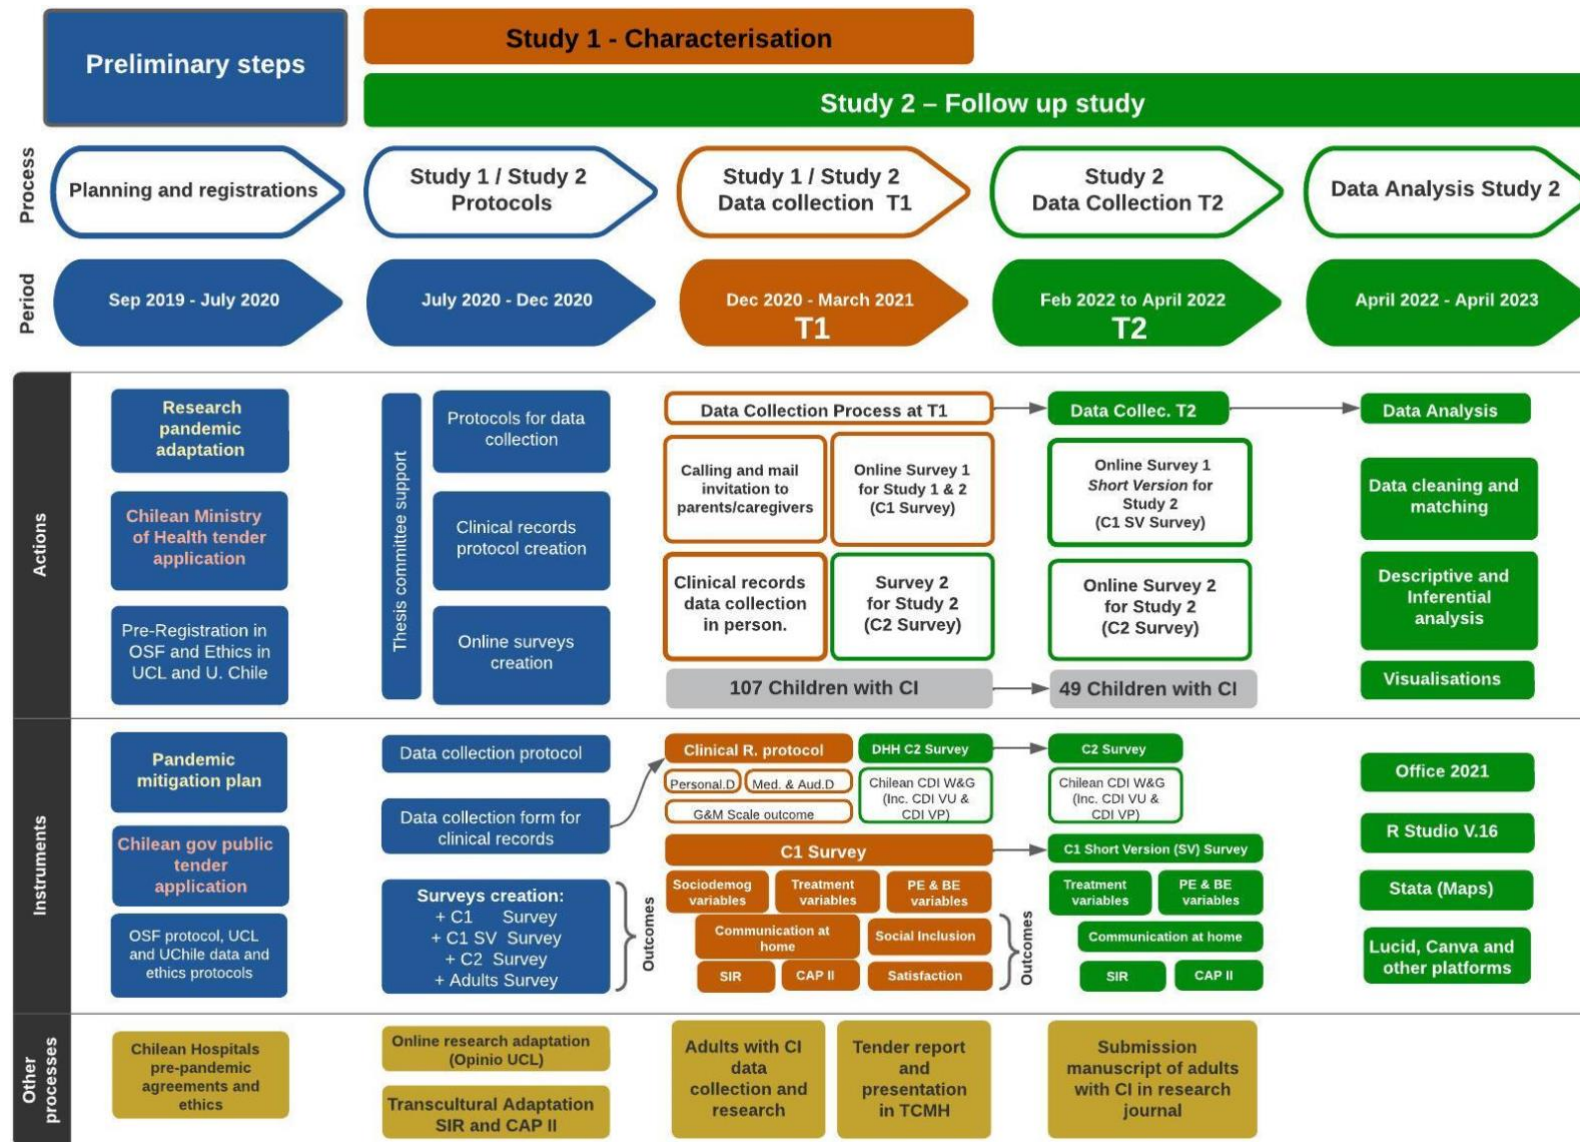 Preliminary steps
Study 1 - Characterisation
Study 2 – Follow up study
Process
Planning and registrations
Study 1 / Study 2
Protocols
Study 1 / Study 2
Data collection T1
Study 2
Data Collection T2
Data Analysis Study 2
Period
Sep 2019 - July 2020
July 2020 - Dec 2020
Dec 2020 - March 2021
T1
Feb 2022 to April 2022
T2
April 2022 - April 2023
Actions
Research
pandemic
adaptation
Chilean Ministry
of Health tender
application
Pre-Registration in
OSF and Ethics in
UCL and U. Chile
Thesis committee support
Protocols for data
collection
Clinical records
protocol creation
Online surveys
creation
Data Collection Process at T1
Calling and mail
invitation to
parents/caregivers
Online Survey 1
for Study 1 & 2
(C1 Survey)
Clinical records
data collection
in person.
Survey 2
for Study 2
(C2 Survey)
107 Children with CI
Data Collec. T2
Online Survey 1
Short Version for
Study 2
(C1 SV Survey)
Online Survey 2
for Study 2
(C2 Survey)
49 Children with CI
Data Analysis
Data cleaning and
matching
Descriptive and
Inferential
analysis
Visualisations
Instruments
Pandemic
mitigation plan
Chilean gov public
tender
application
OSF protocol, UCL
and UChile data and
ethics protocols
Data collection protocol
Data collection form for
clinical records
Surveys creation:
+ C1 Survey
+ C1 SV Survey
+ C2 Survey
+ Adults Survey
Outcomes
Clinical R. protocol
Personal.D
Med. & Aud.D
G&M Scale outcome
DHH C2 Survey
Chilean CDI W&G
(Inc. CDI VU &
CDI VP)
C1 Survey
Sociodemog
variables
Treatment
variables
PE & BE
variables
Communication at
home
Social Inclusion
SIR
CAP II
Satisfaction
Outcomes
C2 Survey
Chilean CDI W&G
(Inc. CDI VU &
CDI VP)
C1 Short Version (SV) Survey
Treatment
variables
PE & BE
variables
Communication at home
SIR
CAP II
Office 2021
R Studio V.16
Stata (Maps)
Lucid, Canva and
other platforms
Other
processes
Chilean Hospitals
pre-pandemic
agreements and
ethics
Online research adaptation
(Opinio UCL)
Transcultural Adaptation
SIR and CAP II
Adults with CI
data
collection and
research
Tender report
and
presentation
in TCMH
Submission
manuscript of adults
with CI in research
journal